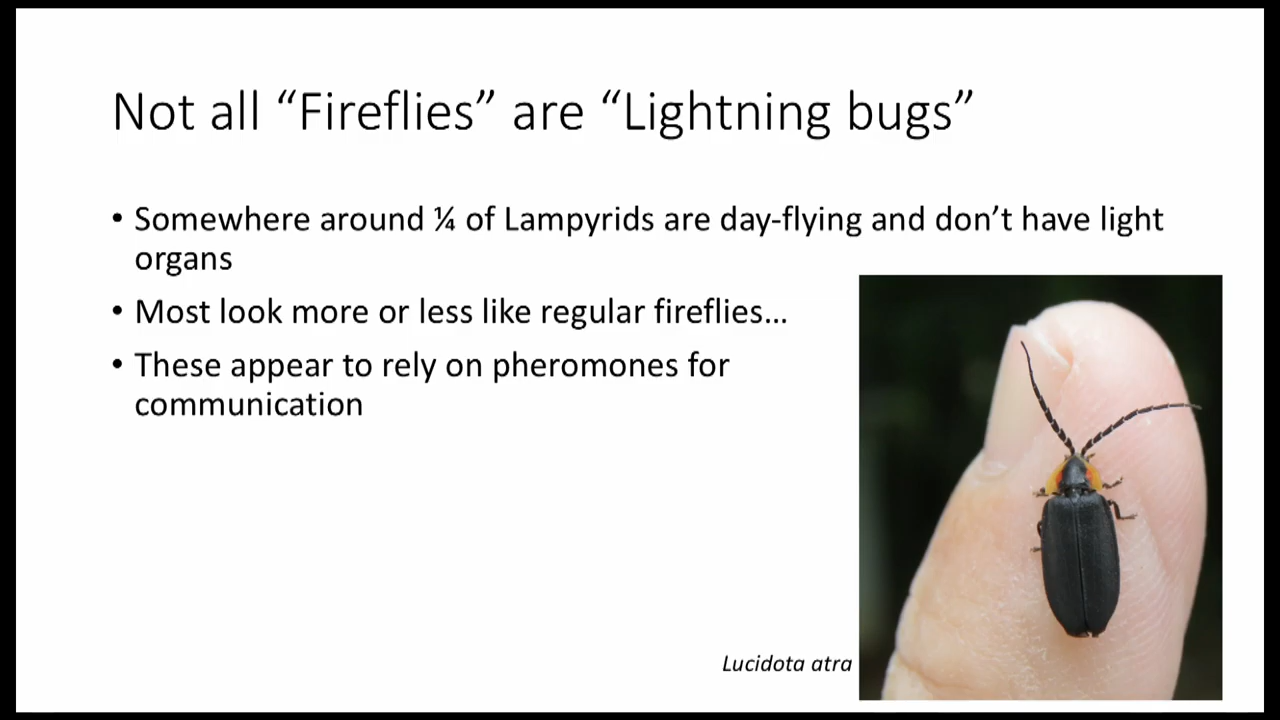 Not all “Fireflies” are “Lightning bugs”
• Somewhere around ¼ of Lampyrids are day-flying and don’t have light
organs
• Most look more or less like regular fireflies…
• These appear to rely on pheromones for
communication
Lucidota atra